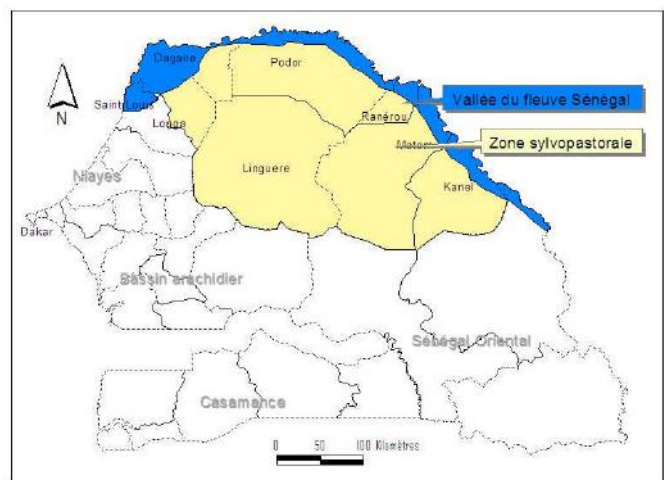 Dagana
Podor
Vallée du fleuve Sénégal
Saint Louis
N
Ranérou
Louga
Matam
Zone sylvopastorale
Linguere
Niayes
Kanel
Dakar
Bassin arachidier
Sénégal Oriental
Casamance
0 50 100 Kilomètres